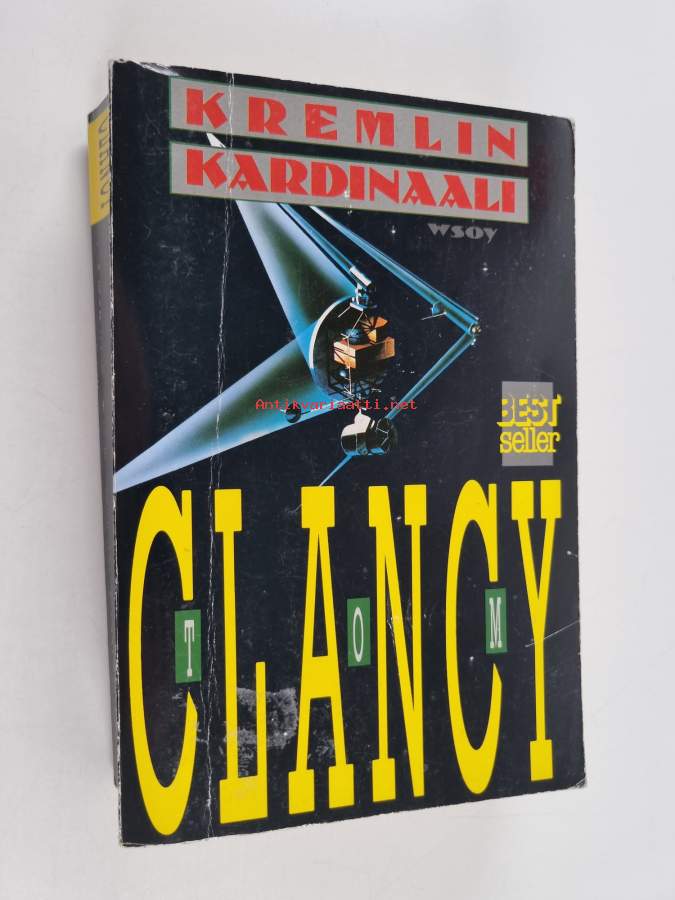 KREMLIN
KARDINAALI
WSOY
Antikvariaatti.net
BEST
seller
CLANCY
TOM